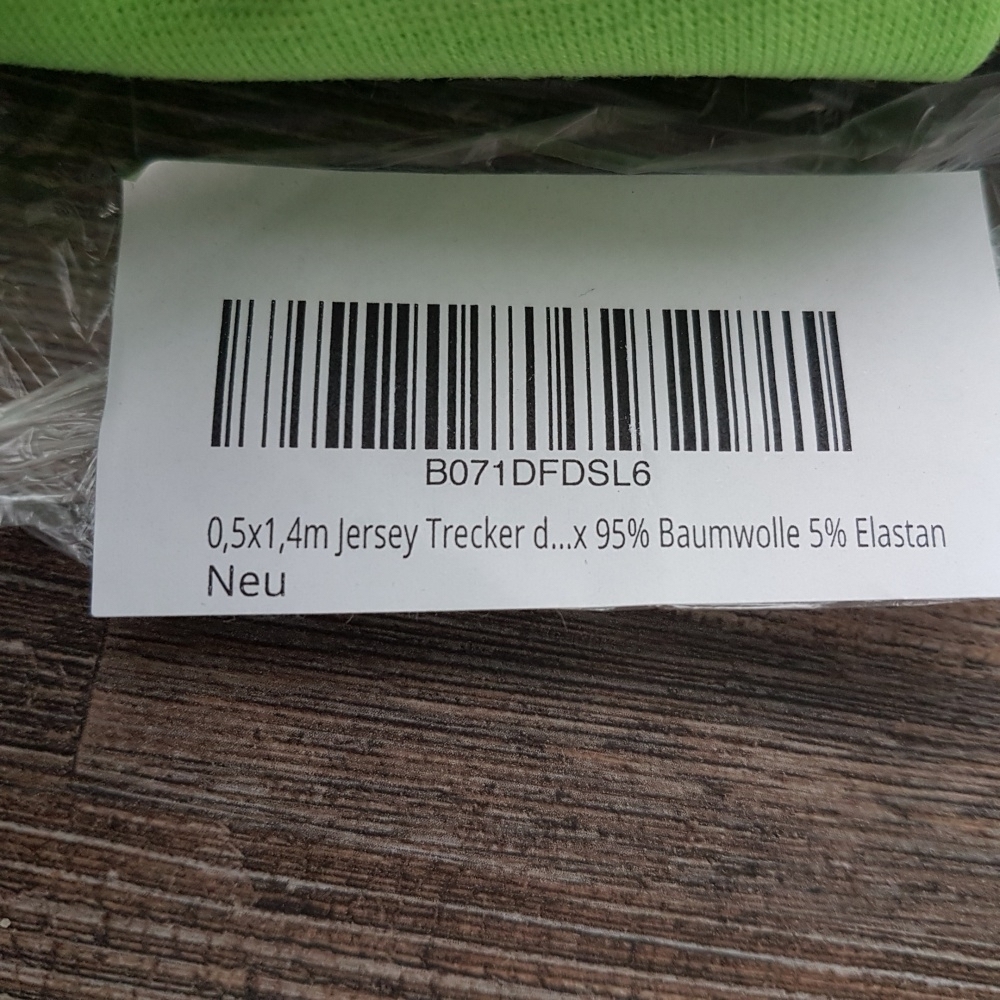 B071DFDSL6
0,5x1,4m Jersey Trecker d...x 95% Baumwolle 5% Elastan
Neu